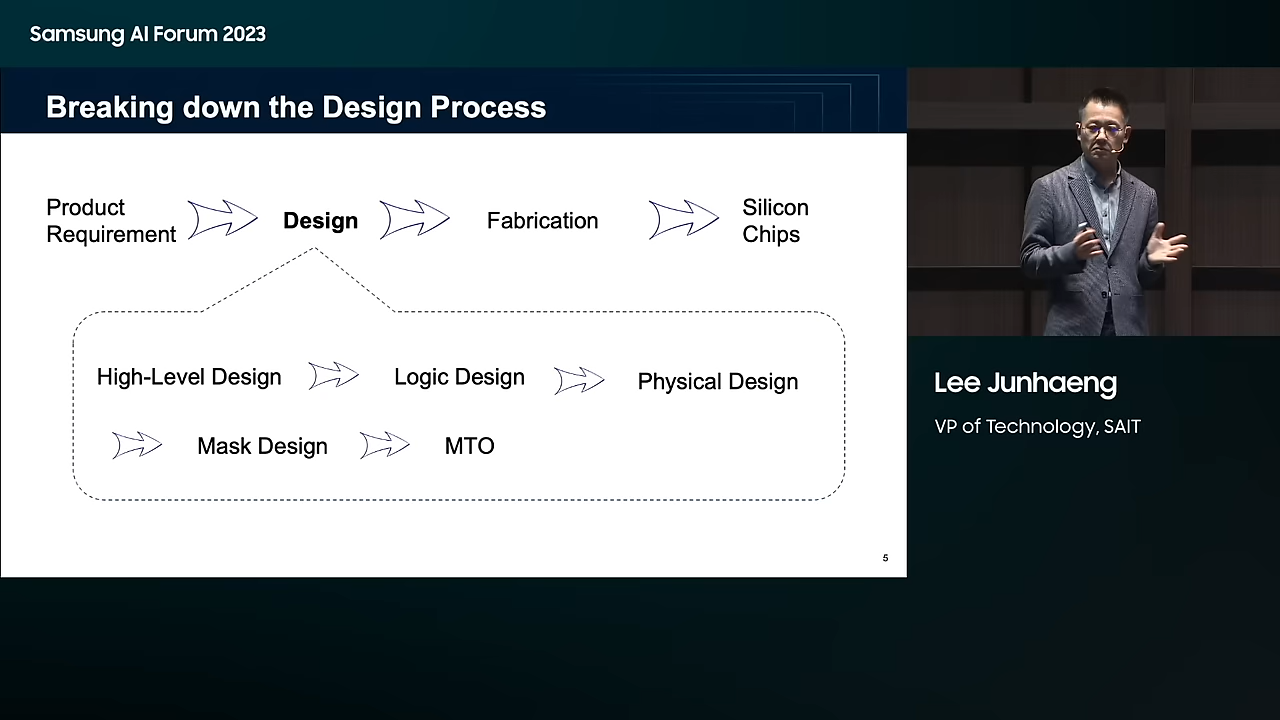 Samsung AI Forum 2023
Breaking down the Design Process
Product
Requirement
Design
Fabrication
Silicon
Chips
High-Level Design
Logic Design
Physical Design
Mask Design
MTO
5
Lee Junhaeng
VP of Technology, SAIT